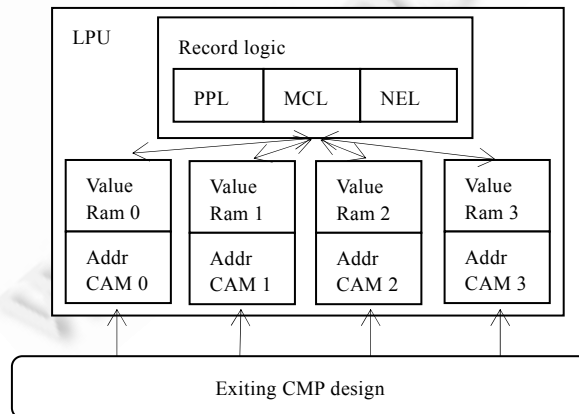 LPU
Record logic
PPL MCL NEL
Value Value Value Value
Ram 0 Ram 1 Ram 2 Ram 3
Addr Addr Addr Addr
CAM 0 CAM 1 CAM 2 CAM 3
Exiting CMP design